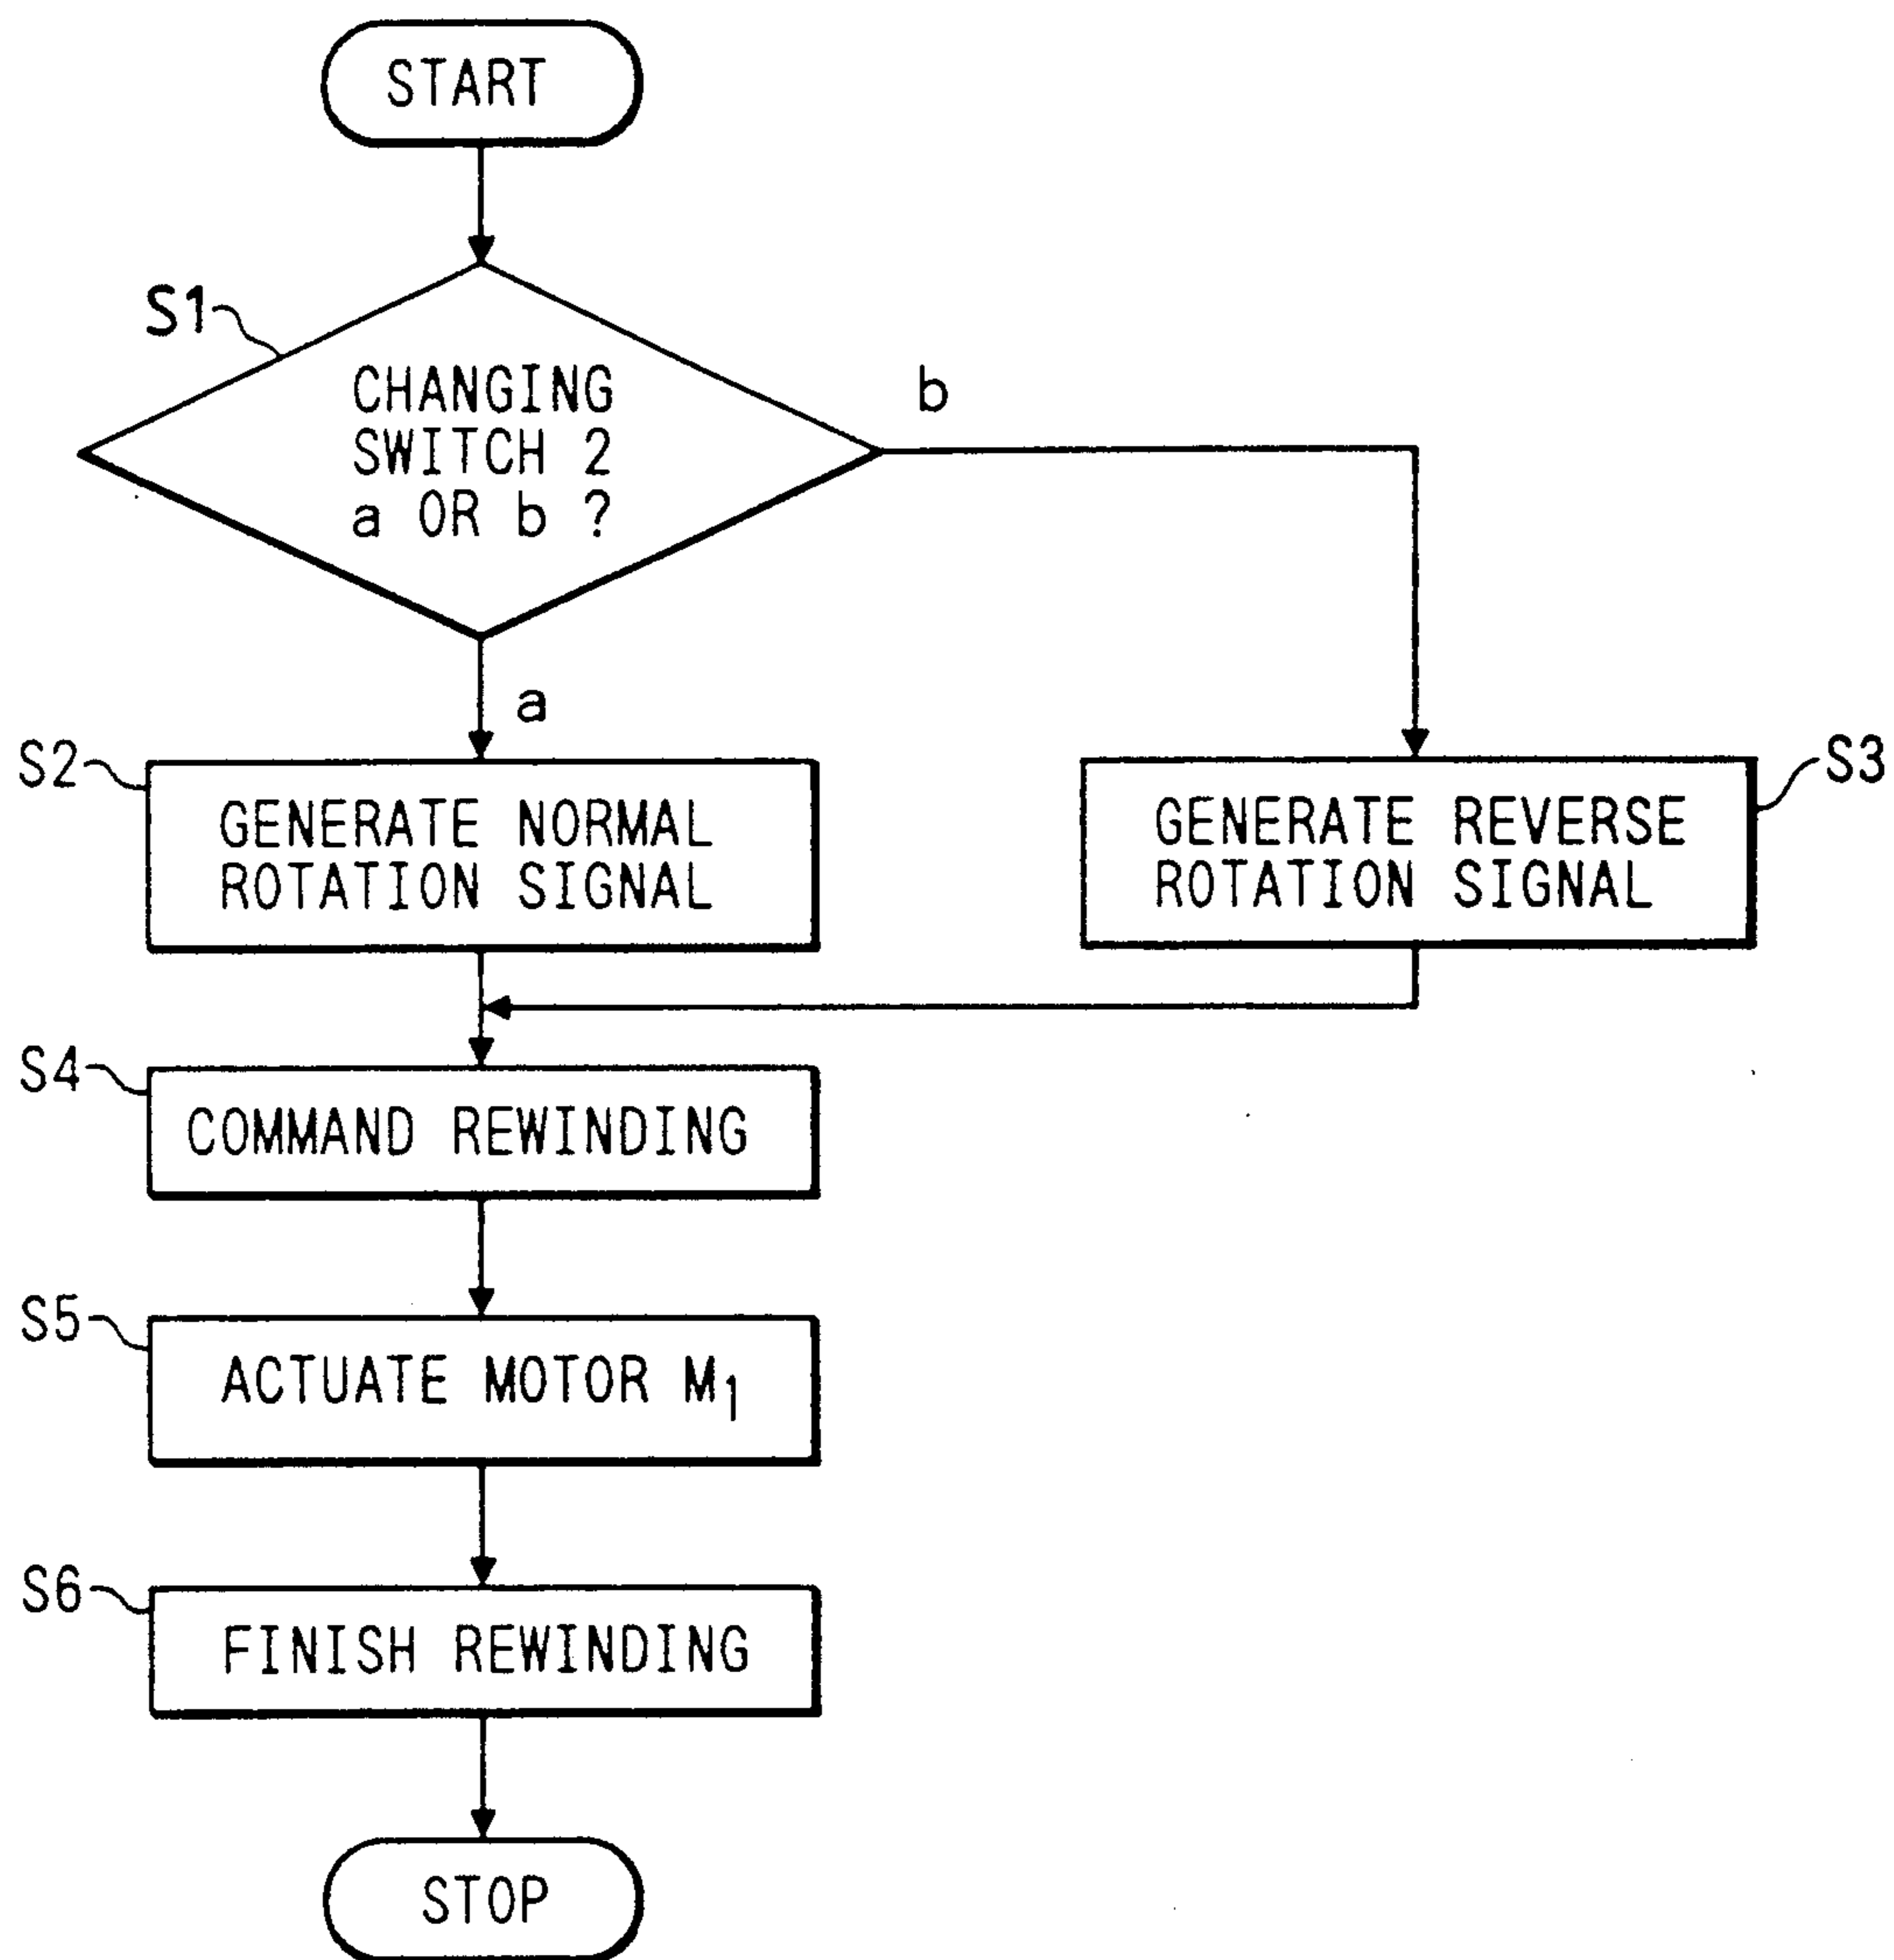 START
S1
CHANGING
SWITCH 2
a OR b ?
b
a
S2
GENERATE NORMAL
ROTATION SIGNAL
S3
GENERATE REVERSE
ROTATION SIGNAL
S4
COMMAND REWINDING
S5
ACTUATE MOTOR M1
S6
FINISH REWINDING
STOP